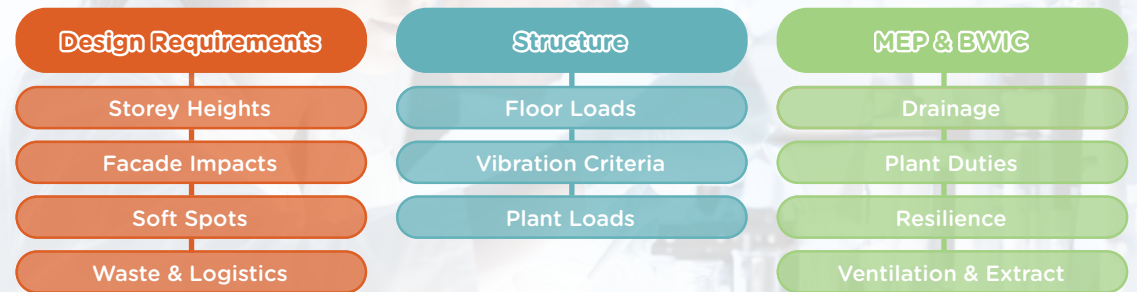 Design Requirements
Storey Heights
Facade Impacts
Soft Spots
Waste & Logistics
Structure
Floor Loads
Vibration Criteria
Plant Loads
MEP & BWIC
Drainage
Plant Duties
Resilience
Ventilation & Extract